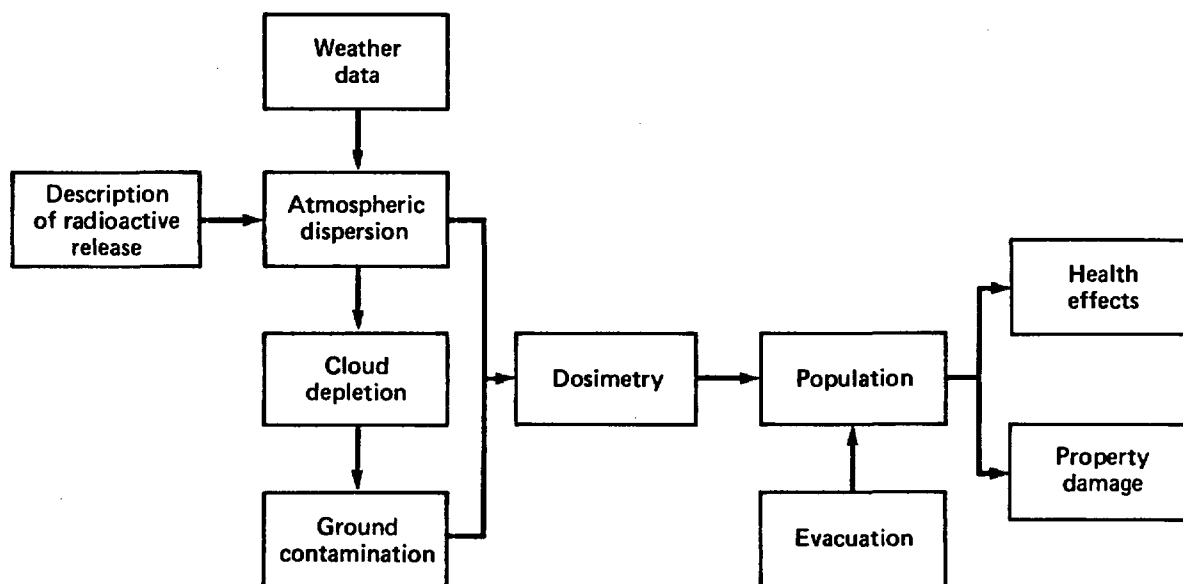 Weather
data
Description
of radioactive
release
Atmospheric
dispersion
Cloud
depletion
Ground
contamination
Dosimetry
Population
Evacuation
Health
effects
Property
damage